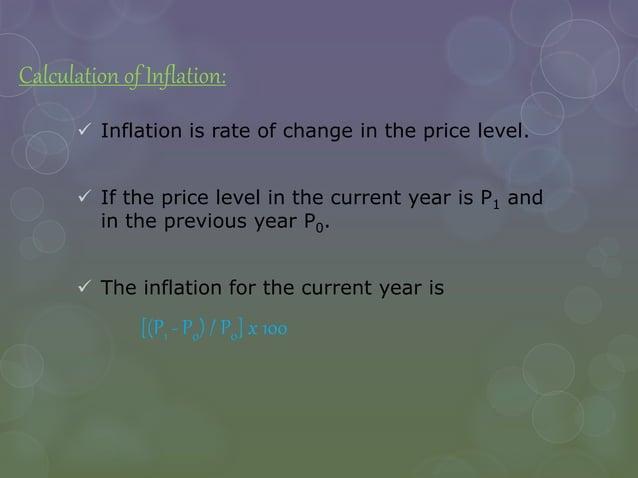 Calculation of Inflation:
✓ Inflation is rate of change in the price level.
✓ If the price level in the current year is P₁ and
in the previous year P₀.
✓ The inflation for the current year is
[(P₁ - P₀) / P₀] x 100